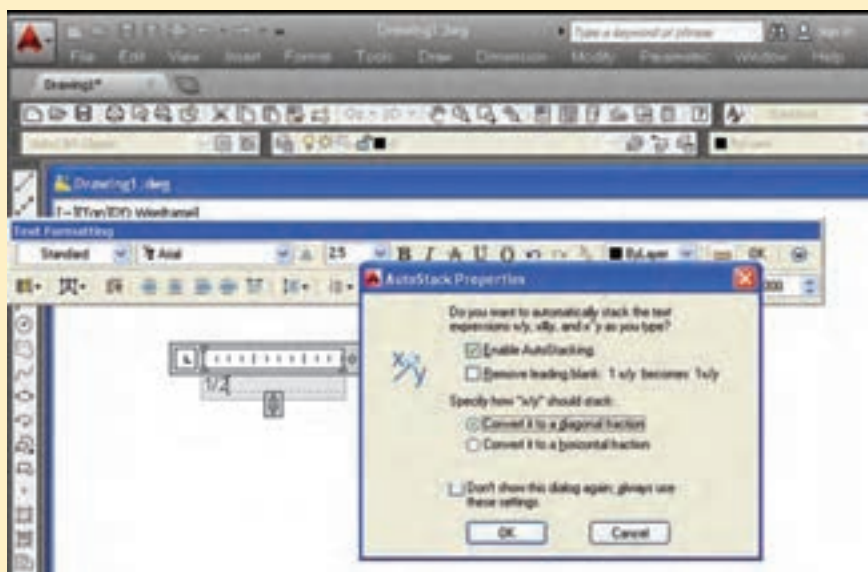 Drawing1.dwg
Type a keyword or phrase
File Edit View Insert Format Tools Draw Dimension Modify Parametric Window Help
Drawing1*
Drawing1.dwg
[-][Top][2D Wireframe]
Text Formatting
Standard Arial 2.5 B I A U O ByLayer OK
AutoStack Properties
Do you want to automatically stack the text
expressions x/y, x#y, and x^y as you type?
Enable AutoStacking
Remove leading blank: 1 x/y becomes 1x/y
Specify how "x/y" should stack:
Convert it to a diagonal fraction
Convert it to a horizontal fraction
Don't show this dialog again; always use
these settings
OK Cancel
x/y
1/2